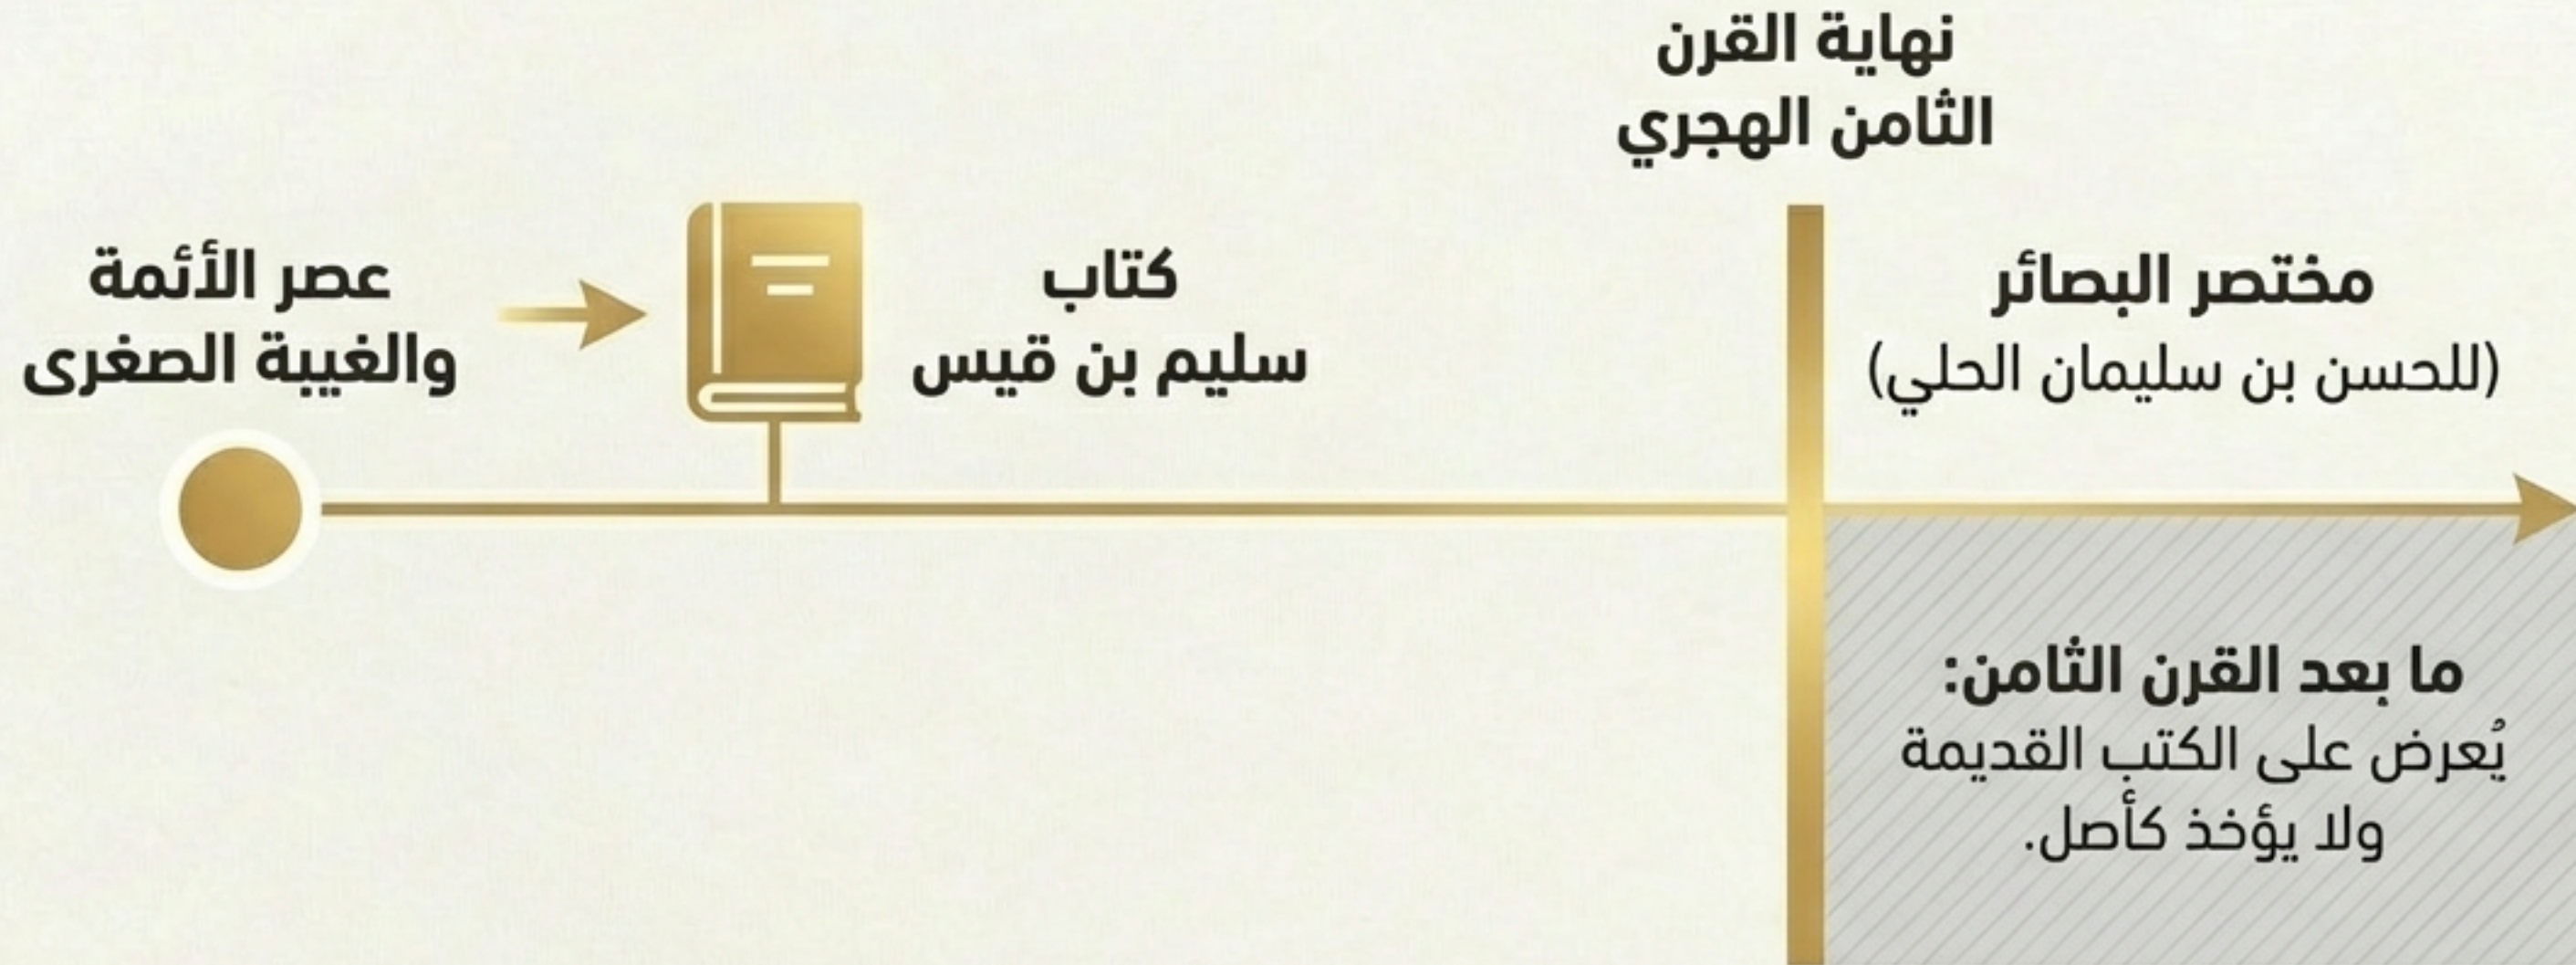 نهاية القرن
الثامن الهجري
عصر الأئمة
والغيبة الصغرى
كتاب
سليم بن قيس
مختصر البصائر
(للحسن بن سليمان الحلي)
ما بعد القرن الثامن:
يُعرض على الكتب القديمة
ولا يؤخذ كأصل.